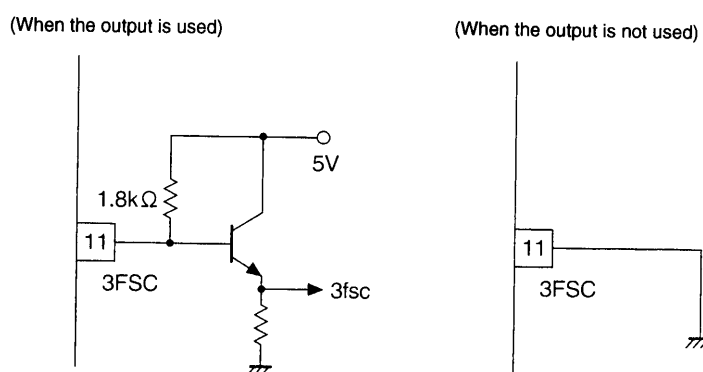 (When the output is used)
(When the output is not used)
5V
1.8kΩ
11
3FSC
3fsc
11
3FSC